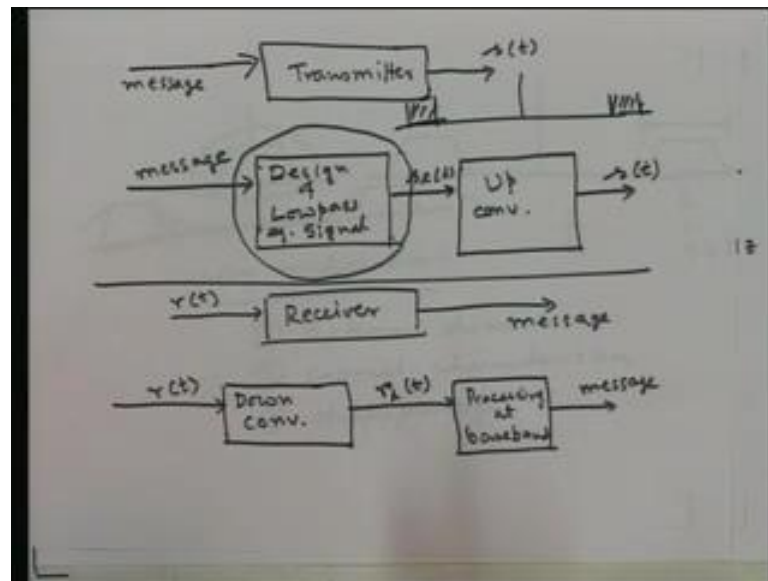 s(t)
message
Transmitter
message
Design
of
Lowpass
eq. Signal
sl(t)
Up
conv.
s(t)
r(t)
Receiver
message
r(t)
Down
conv.
rl(t)
Processing
at
baseband
message